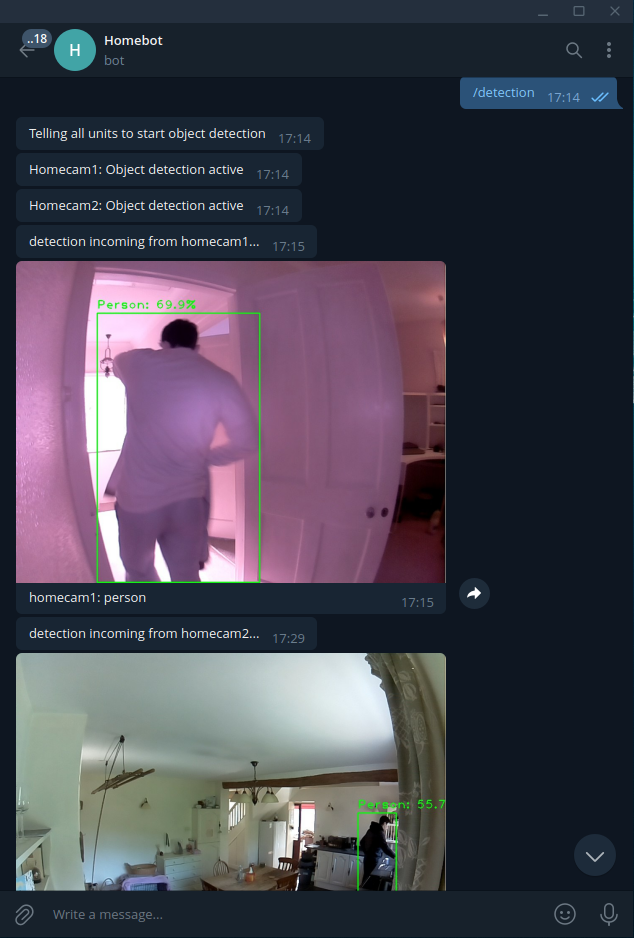 ..18
H
Homebot
bot
/detection 17:14
Telling all units to start object detection 17:14
Homecam1: Object detection active 17:14
Homecam2: Object detection active 17:14
detection incoming from homecam1... 17:15
Person: 69.9%
homecam1: person 17:15
detection incoming from homecam2... 17:29
Person: 55.7
Write a message...